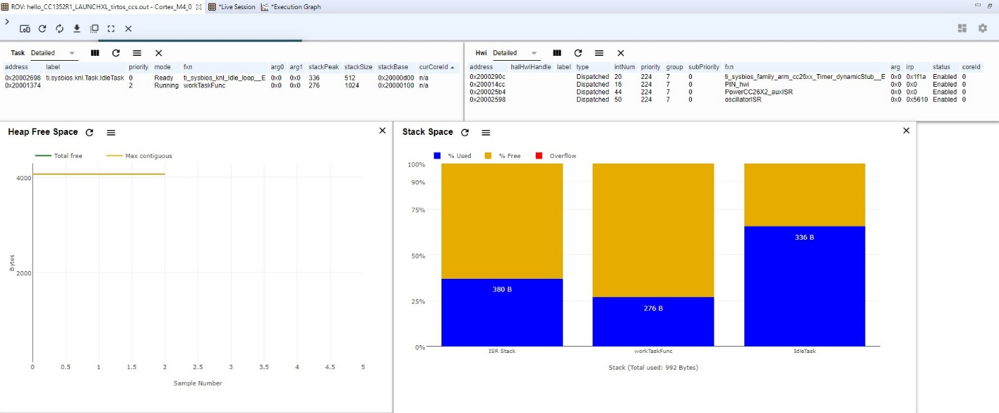 ROV: hello_CC1352R1_LAUNCHXL_tirtos_ccs.out - Cortex_M4_0 *Live Session *Execution Graph
Task Detailed
address label priority mode fxn arg0 arg1 stackPeak stackSize stackBase curCoreId
0x20002698 ti.sysbios.knl.Task.IdleTask 0 Ready ti_sysbios_knl_Idle_loop__E 0x0 0x0 336 512 0x20000d00 n/a
0x20001374 2 Running workTaskFunc 0x0 0x0 276 1024 0x20000100 n/a
Hwi Detailed
address halHwiHandle label type intNum priority group subPriority fxn arg irp status coreId
0x2000290c Dispatched 20 224 7 0 ti_sysbios_family_arm_cc26xx_Timer_dynamicStub__E 0x0 0x1f1a Enabled 0
0x200014cc Dispatched 16 224 7 0 PIN_hwi 0x0 0x0 Enabled 0
0x200025b4 Dispatched 44 224 7 0 PowerCC26X2_auxISR 0x0 0x0 Enabled 0
0x20002598 Dispatched 50 224 7 0 oscillatorISR 0x0 0x5610 Enabled 0
Heap Free Space
Total free Max contiguous
4000
2000
Bytes
0 0.5 1 1.5 2 2.5 3 3.5 4 4.5 5
Sample Number
Stack Space
% Used % Free Overflow
100%
90%
75%
50%
25%
0%
380 B
276 B
336 B
ISR Stack workTaskFunc IdleTask
Stack (Total used: 992 Bytes)